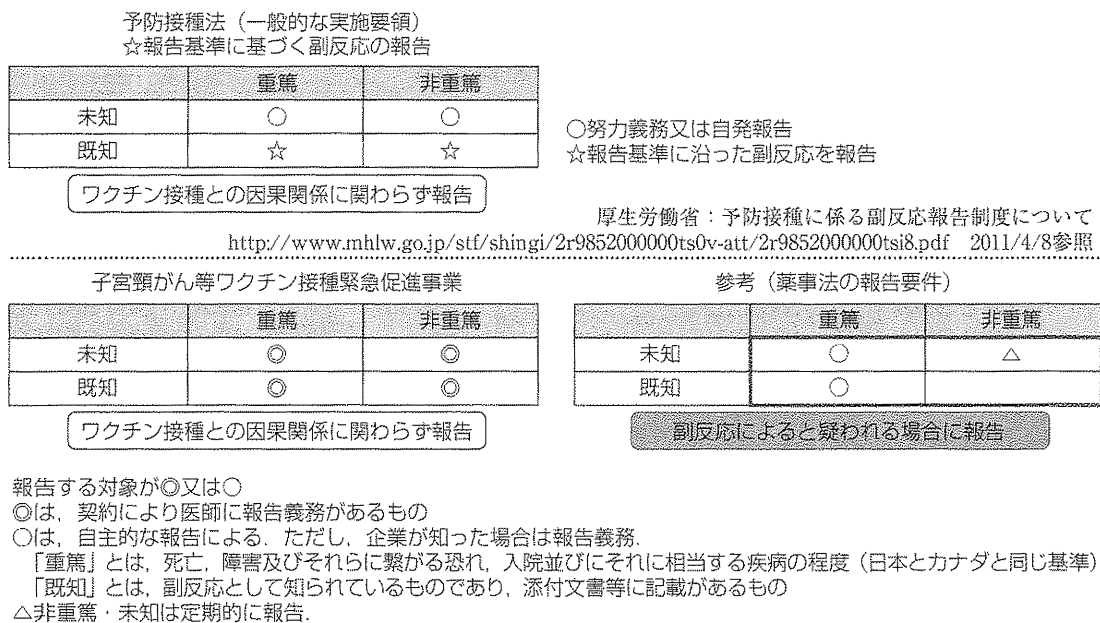 予防接種法（一般的な実施要領）
☆報告基準に基づく副反応の報告
重篤 非重篤
未知 ○ ○
既知 ☆ ☆
ワクチン接種との因果関係に関わらず報告
○努力義務又は自発報告
☆報告基準に沿った副反応を報告
厚生労働省：予防接種に係る副反応報告制度について
http://www.mhlw.go.jp/stf/shingi/2r9852000000ts0v-att/2r9852000000tsi8.pdf 2011/4/8参照
子宮頸がん等ワクチン接種緊急促進事業
重篤 非重篤
未知 ◎ ◎
既知 ◎ ◎
ワクチン接種との因果関係に関わらず報告
参考（薬事法の報告要件）
重篤 非重篤
未知 ○ △
既知 ○
副反応によると疑われる場合に報告
報告する対象が◎又は○
◎は，契約により医師に報告義務があるもの
○は，自主的な報告による．ただし，企業が知った場合は報告義務．
「重篤」とは，死亡，障害及びそれらに繋がる恐れ，入院並びにそれに相当する疾病の程度（日本とカナダと同じ基準）
「既知」とは，副反応として知られているものであり，添付文書等に記載があるもの
△非重篤・未知は定期的に報告．